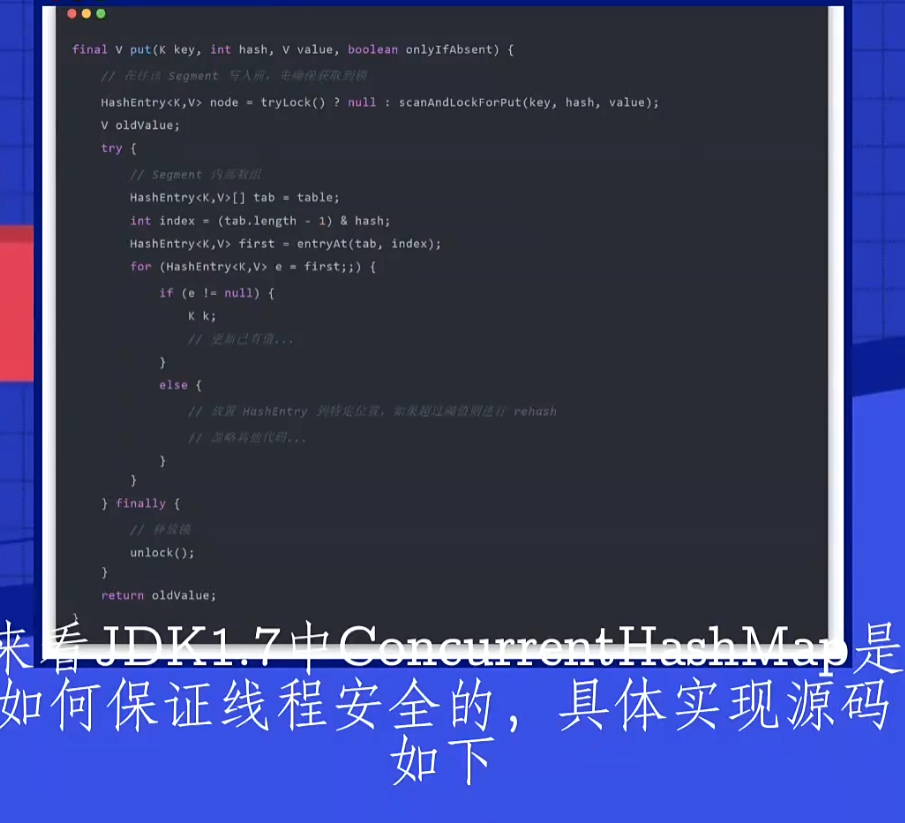 final V put(K key, int hash, V value, boolean onlyIfAbsent) {
// 在往该 Segment 写入前，先确保获取到锁
HashEntry<K,V> node = tryLock() ? null : scanAndLockForPut(key, hash, value);
V oldValue;
try {
// Segment 内部数组
HashEntry<K,V>[] tab = table;
int index = (tab.length - 1) & hash;
HashEntry<K,V> first = entryAt(tab, index);
for (HashEntry<K,V> e = first;;) {
if (e != null) {
K k;
// 更新已有值...
}
else {
// 放置 HashEntry 到特定位置，如果超过阈值则进行 rehash
// 忽略其他代码...
}
}
} finally {
// 释放锁
unlock();
}
return oldValue;
}
来看JDK1.7中ConcurrentHashMap是
如何保证线程安全的，具体实现源码
如下